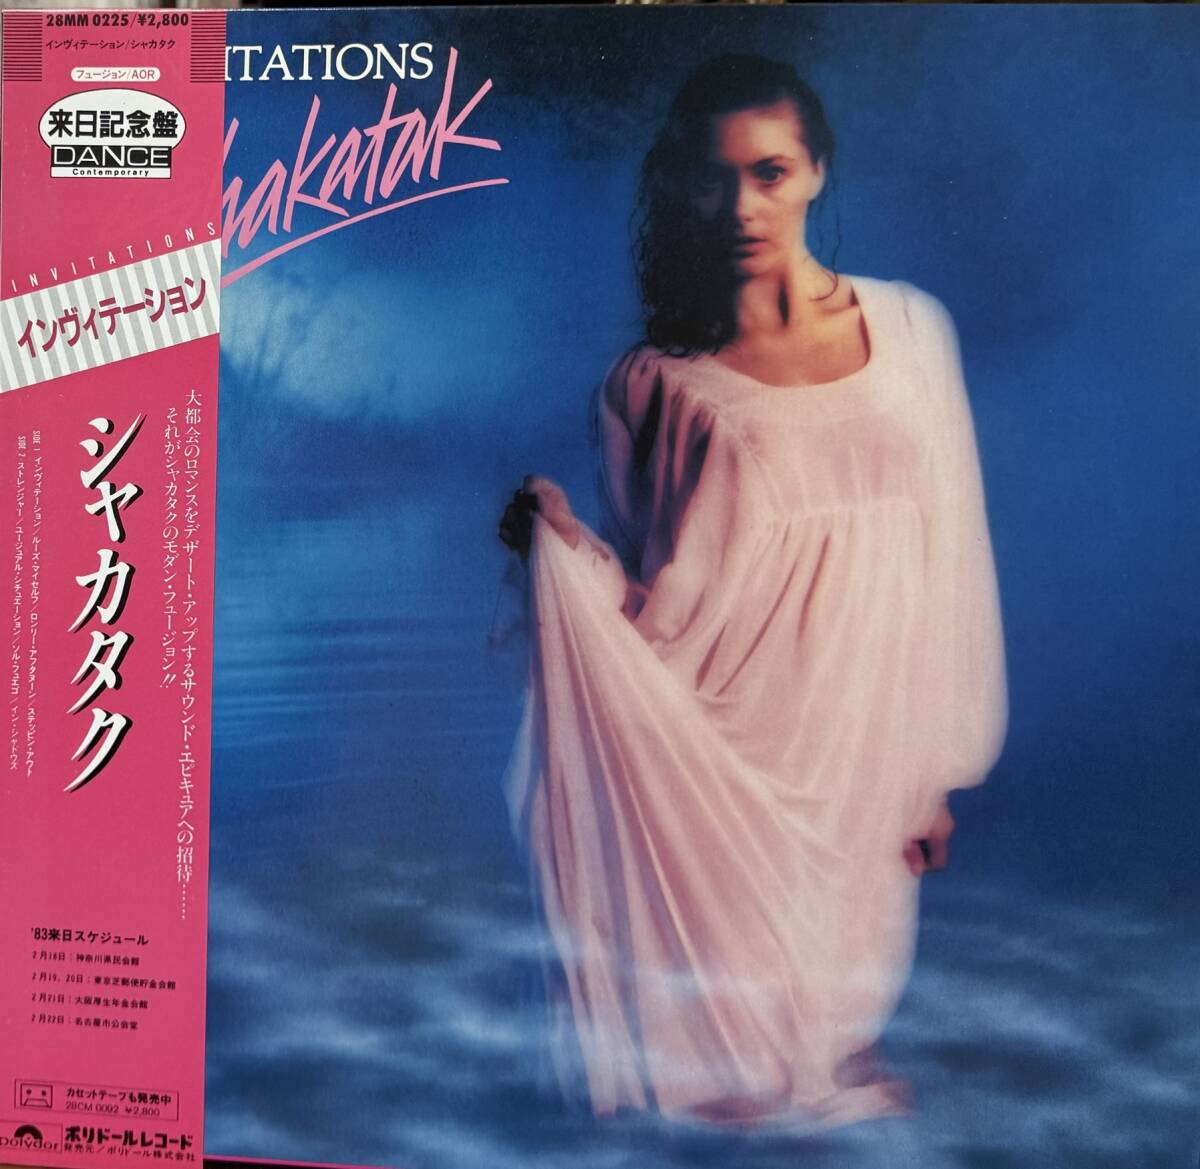 28MM 0225/¥2,800
インヴィテーション/シャカタク
フュージョン/AOR
来日記念盤
DANCE
Contemporary
INVITATIONS
インヴィテーション
シャカタク
大都会のロマンスをデザート・アップするサウンド・エピキュアへの招待……
それがシャカタクのモダン・フュージョン!!
SIDE 1 インヴィテーション/ルーズ・マイセルフ/ロンリー・アフタヌーン/ステッピン・アウト
SIDE 2 ストレンジャー/ユージュアル・シチュエーション/ソル・フュエゴ/イン・シャドウズ
'83来日スケジュール
2月18日:神奈川県民会館
2月19, 20日:東京芝郵便貯金会館
2月21日:大阪厚生年金会館
2月22日:名古屋市公会堂
カセットテープも発売中
28CM 0092 ¥2,800
polydor
ポリドールレコード
発売元/ポリドール株式会社
ITATIONS
hakatak